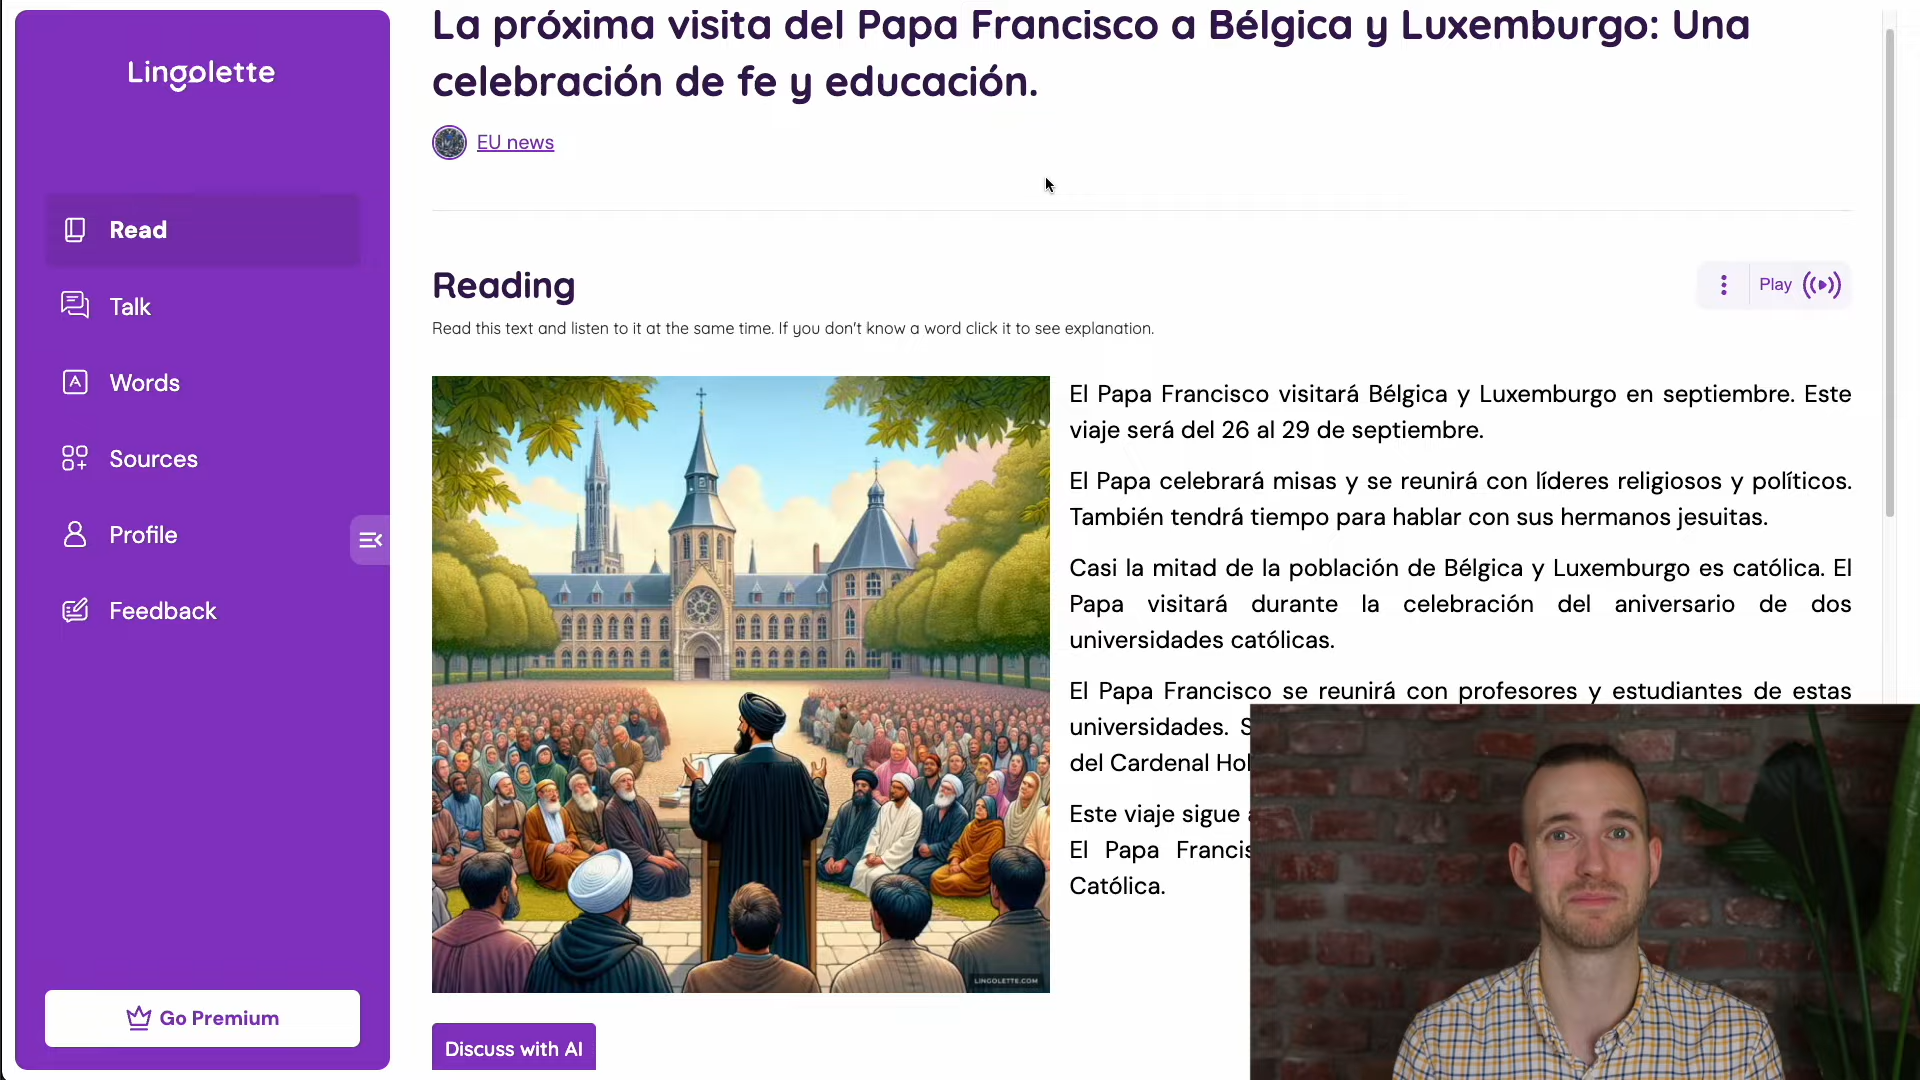 Lingolette
Read
Talk
Words
Sources
Profile
Feedback
Go Premium
La próxima visita del Papa Francisco a Bélgica y Luxemburgo: Una
celebración de fe y educación.
EU news
Reading
Play
Read this text and listen to it at the same time. If you don't know a word click it to see explanation.
El Papa Francisco visitará Bélgica y Luxemburgo en septiembre. Este
viaje será del 26 al 29 de septiembre.
El Papa celebrará misas y se reunirá con líderes religiosos y políticos.
También tendrá tiempo para hablar con sus hermanos jesuitas.
Casi la mitad de la población de Bélgica y Luxemburgo es católica. El
Papa visitará durante la celebración del aniversario de dos
universidades católicas.
El Papa Francisco se reunirá con profesores y estudiantes de estas
universidades.
del Cardenal
Este viaje sigue
El Papa
Católica.
LINGOLETTE.COM
Discuss with AI